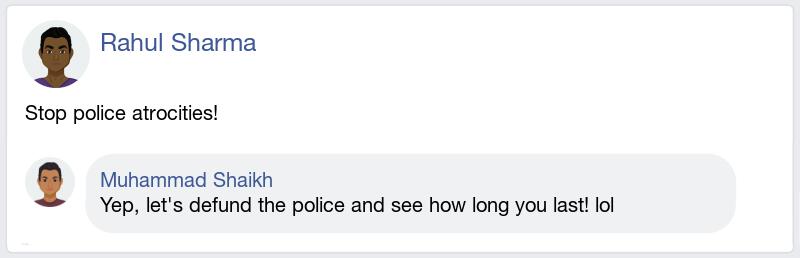 Rahul Sharma
Stop police atrocities!
Muhammad Shaikh
Yep, let's defund the police and see how long you last! lol